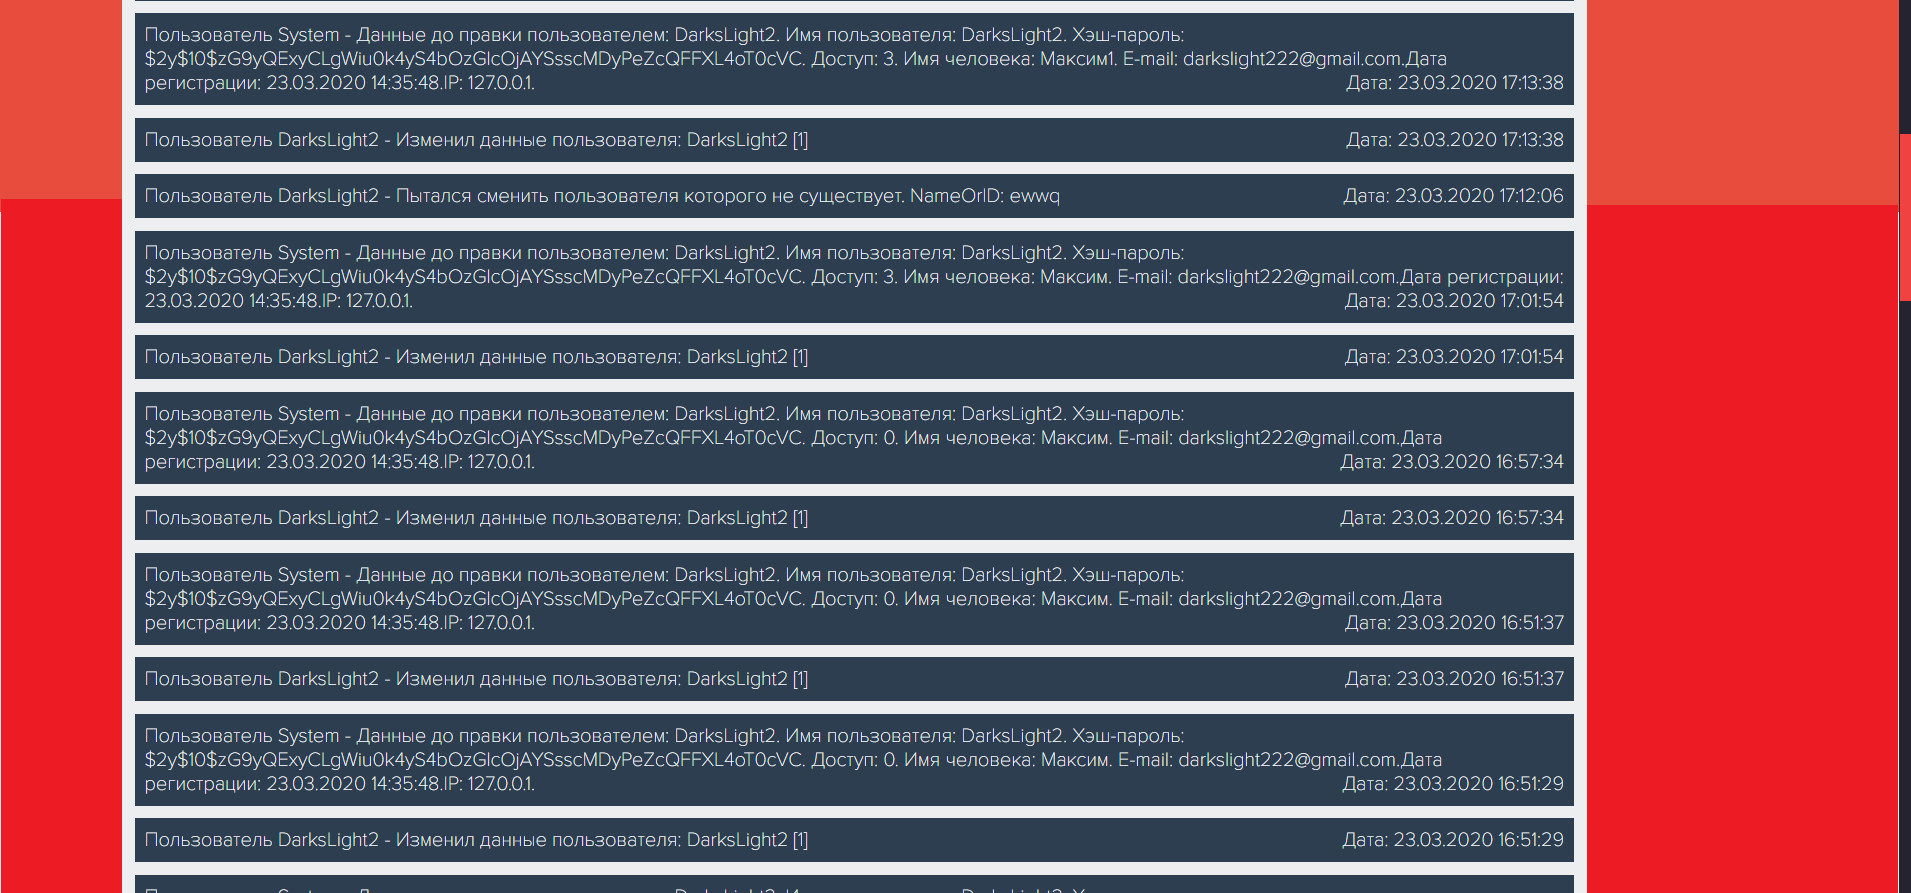 Пользователь System - Данные до правки пользователем: DarksLight2. Имя пользователя: DarksLight2. Хэш-пароль:
$2y$10$zG9yQExyCLgWiu0k4yS4bOzGlcOjAYSsscMDyPeZcQFFXL4oT0cVC. Доступ: 3. Имя человека: Максим1. E-mail: darkslight222@gmail.com.Дата
регистрации: 23.03.2020 14:35:48.IP: 127.0.0.1. Дата: 23.03.2020 17:13:38
Пользователь DarksLight2 - Изменил данные пользователя: DarksLight2 [1] Дата: 23.03.2020 17:13:38
Пользователь DarksLight2 - Пытался сменить пользователя которого не существует. NameOrID: ewwq Дата: 23.03.2020 17:12:06
Пользователь System - Данные до правки пользователем: DarksLight2. Имя пользователя: DarksLight2. Хэш-пароль:
$2y$10$zG9yQExyCLgWiu0k4yS4bOzGlcOjAYSsscMDyPeZcQFFXL4oT0cVC. Доступ: 3. Имя человека: Максим. E-mail: darkslight222@gmail.com.Дата регистрации:
23.03.2020 14:35:48.IP: 127.0.0.1. Дата: 23.03.2020 17:01:54
Пользователь DarksLight2 - Изменил данные пользователя: DarksLight2 [1] Дата: 23.03.2020 17:01:54
Пользователь System - Данные до правки пользователем: DarksLight2. Имя пользователя: DarksLight2. Хэш-пароль:
$2y$10$zG9yQExyCLgWiu0k4yS4bOzGlcOjAYSsscMDyPeZcQFFXL4oT0cVC. Доступ: 0. Имя человека: Максим. E-mail: darkslight222@gmail.com.Дата
регистрации: 23.03.2020 14:35:48.IP: 127.0.0.1. Дата: 23.03.2020 16:57:34
Пользователь DarksLight2 - Изменил данные пользователя: DarksLight2 [1] Дата: 23.03.2020 16:57:34
Пользователь System - Данные до правки пользователем: DarksLight2. Имя пользователя: DarksLight2. Хэш-пароль:
$2y$10$zG9yQExyCLgWiu0k4yS4bOzGlcOjAYSsscMDyPeZcQFFXL4oT0cVC. Доступ: 0. Имя человека: Максим. E-mail: darkslight222@gmail.com.Дата
регистрации: 23.03.2020 14:35:48.IP: 127.0.0.1. Дата: 23.03.2020 16:51:37
Пользователь DarksLight2 - Изменил данные пользователя: DarksLight2 [1] Дата: 23.03.2020 16:51:37
Пользователь System - Данные до правки пользователем: DarksLight2. Имя пользователя: DarksLight2. Хэш-пароль:
$2y$10$zG9yQExyCLgWiu0k4yS4bOzGlcOjAYSsscMDyPeZcQFFXL4oT0cVC. Доступ: 0. Имя человека: Максим. E-mail: darkslight222@gmail.com.Дата
регистрации: 23.03.2020 14:35:48.IP: 127.0.0.1. Дата: 23.03.2020 16:51:29
Пользователь DarksLight2 - Изменил данные пользователя: DarksLight2 [1] Дата: 23.03.2020 16:51:29